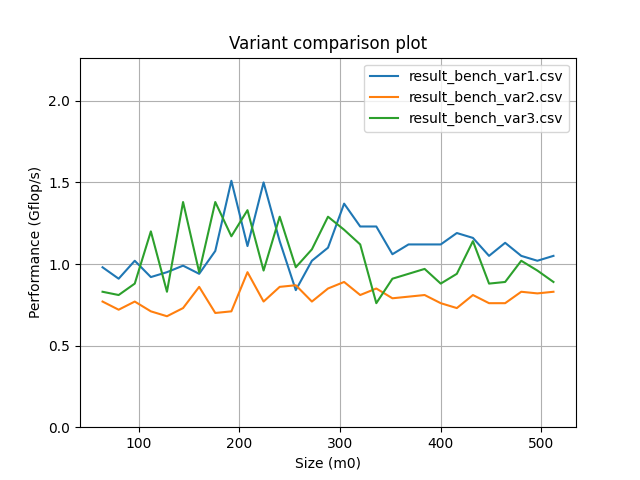 Variant comparison plot
result_bench_var1.csv
result_bench_var2.csv
result_bench_var3.csv
Performance (Gflop/s)
2.0
1.5
1.0
0.5
0.0
100 200 300 400 500
Size (m0)